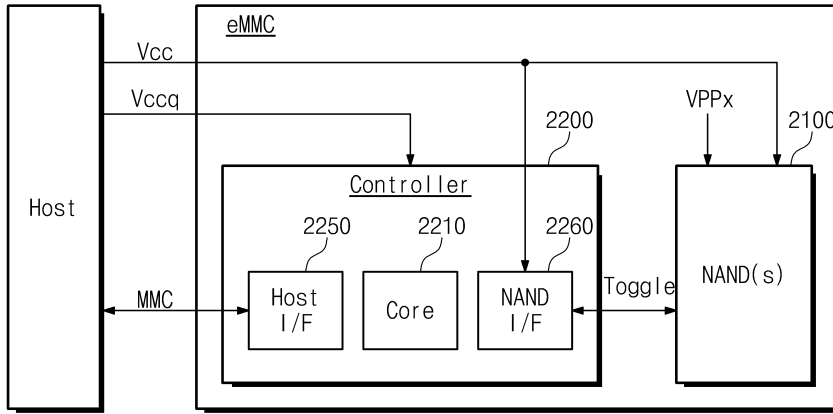 eMMC
Vcc
Vccq
VPPx
2200
2100
Controller
Host
2250
2210
2260
NAND(s)
Host
I/F
Core
NAND
I/F
MMC
Toggle